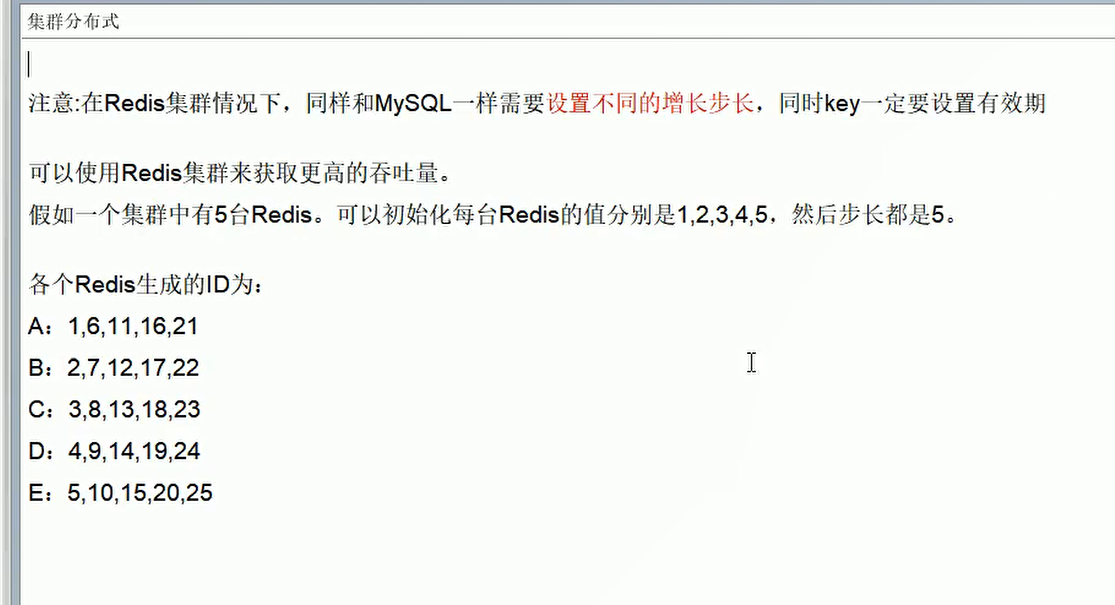 集群分布式
注意:在Redis集群情况下，同样和MySQL一样需要设置不同的增长步长，同时key一定要设置有效期
可以使用Redis集群来获取更高的吞吐量。
假如一个集群中有5台Redis。可以初始化每台Redis的值分别是1,2,3,4,5，然后步长都是5。
各个Redis生成的ID为：
A：1,6,11,16,21
B：2,7,12,17,22
C：3,8,13,18,23
D：4,9,14,19,24
E：5,10,15,20,25